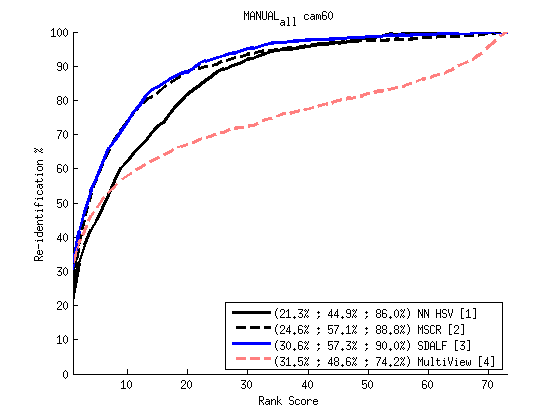 MANUAL_all cam60
100
90
80
70
60
50
40
30
20
10
0
Re-identification %
(21.3% ; 44.9% ; 86.0%) NN HSV [1]
(24.6% ; 57.1% ; 88.8%) MSCR [2]
(30.6% ; 57.3% ; 90.0%) SDALF [3]
(31.5% ; 48.6% ; 74.2%) MultiView [4]
10 20 30 40 50 60 70
Rank Score